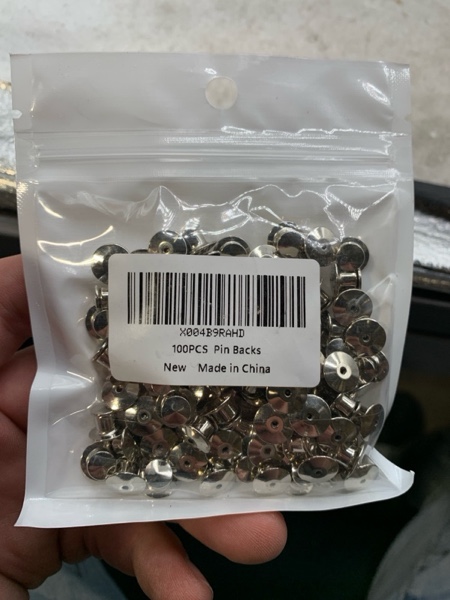 X004B9RAHD
100PCS Pin Backs
New Made in China